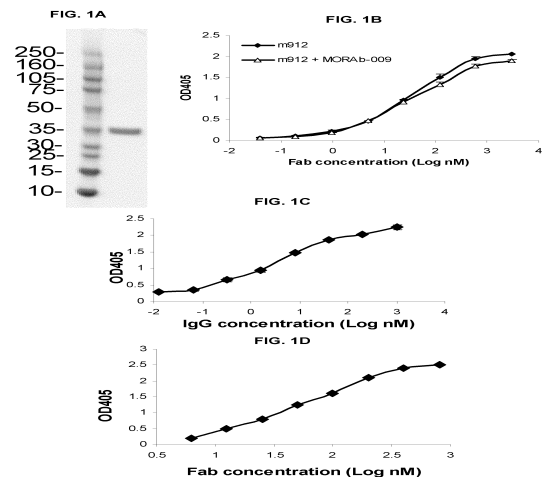 FIG. 1A
250-
160-
105-
75-
50-
35-
30-
25-
15-
10-
FIG. 1B
m912
m912 + MORAb-009
OD405
2.5
2
1.5
1
0.5
0
-2 -1 0 1 2 3 4
Fab concentration (Log nM)
FIG. 1C
OD405
2.5
2
1.5
1
0.5
0
-2 -1 0 1 2 3 4
IgG concentration (Log nM)
FIG. 1D
OD405
3
2.5
2
1.5
1
0.5
0
0.5 1 1.5 2 2.5 3
Fab concentration (Log nM)